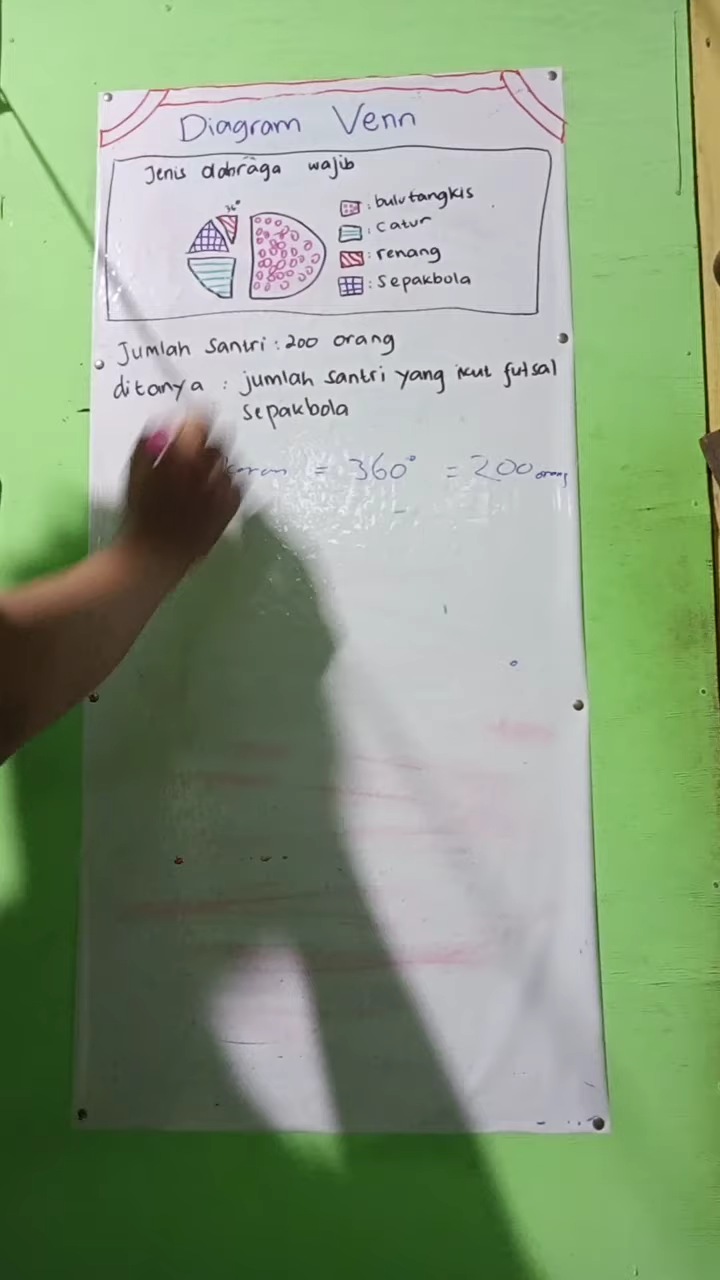 Diagram Venn
Jenis olahraga wajib
36°
: bulutangkis
: catur
: renang
: Sepakbola
Jumlah Santri : 200 orang
ditanya : jumlah santri yang ikut futsal
sepakbola
= 360° = 200 orang